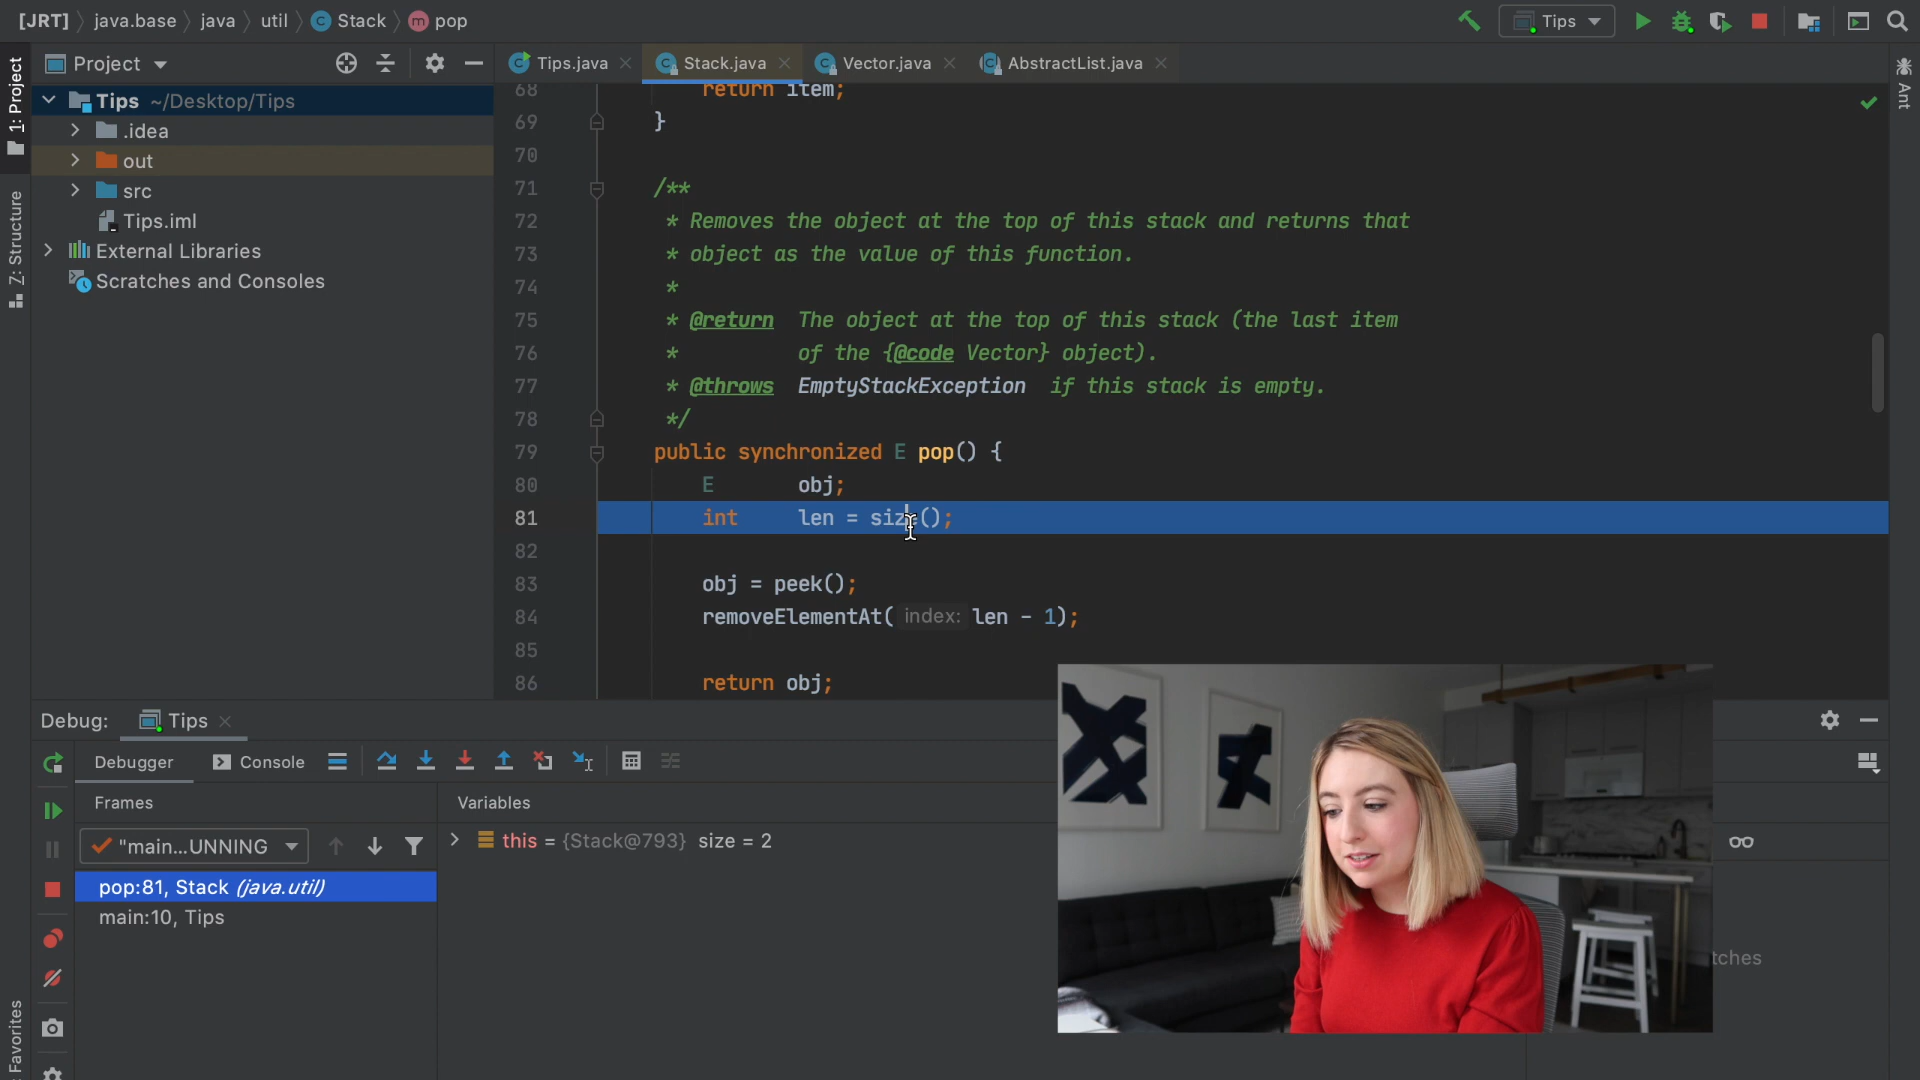 [JRT] java.base java util Stack pop
Tips
Project
Tips.java Stack.java Vector.java AbstractList.java
1: Project
Z: Structure
Favorites
Ant
Tips ~/Desktop/Tips
.idea
out
src
Tips.iml
External Libraries
Scratches and Consoles
68 return item;
69 }
70
71 /**
72 * Removes the object at the top of this stack and returns that
73 * object as the value of this function.
74 *
75 * @return The object at the top of this stack (the last item
76 * of the {@code Vector} object).
77 * @throws EmptyStackException if this stack is empty.
78 */
79 public synchronized E pop() {
80 E obj;
81 int len = size();
82
83 obj = peek();
84 removeElementAt( index: len - 1);
85
86 return obj;
Debug: Tips
Debugger Console
Frames
Variables
"main...UNNING
this = {Stack@793} size = 2
pop:81, Stack (java.util)
main:10, Tips
tches